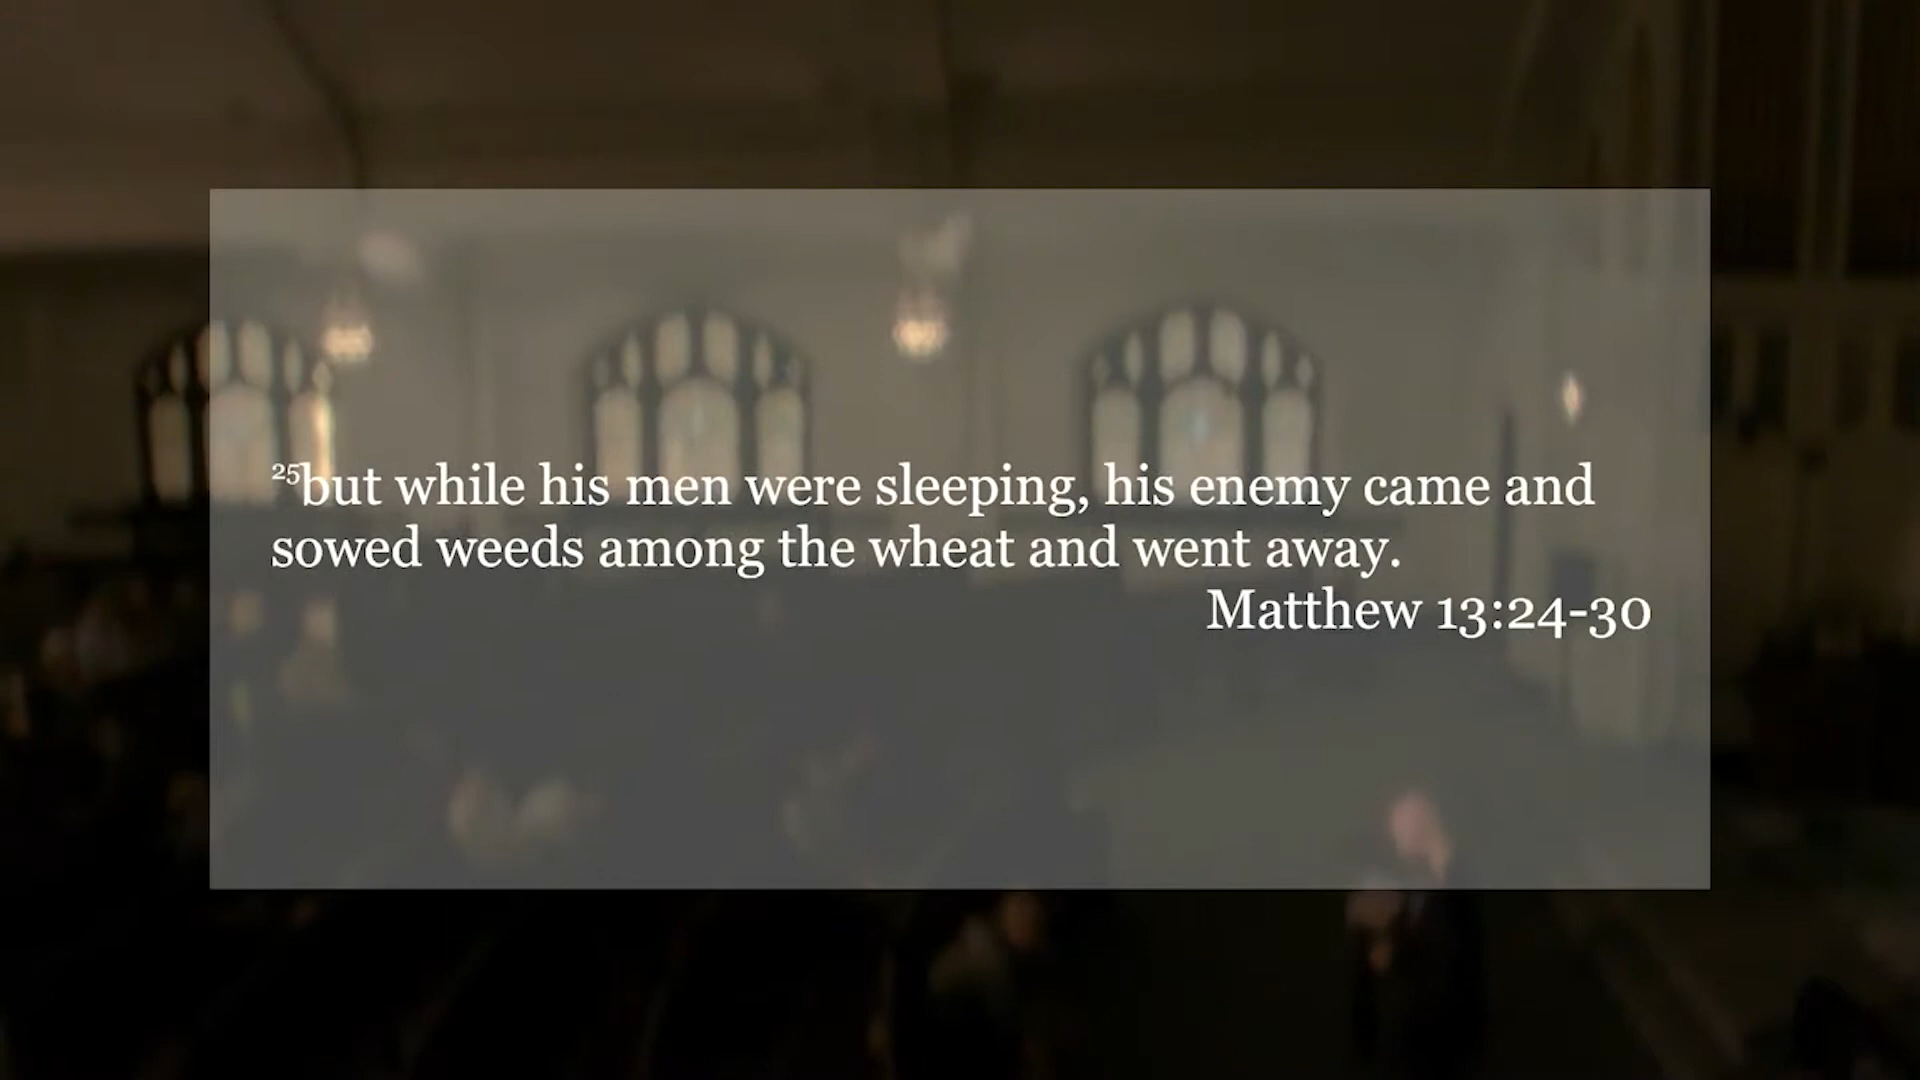 25but while his men were sleeping, his enemy came and
sowed weeds among the wheat and went away.
Matthew 13:24-30